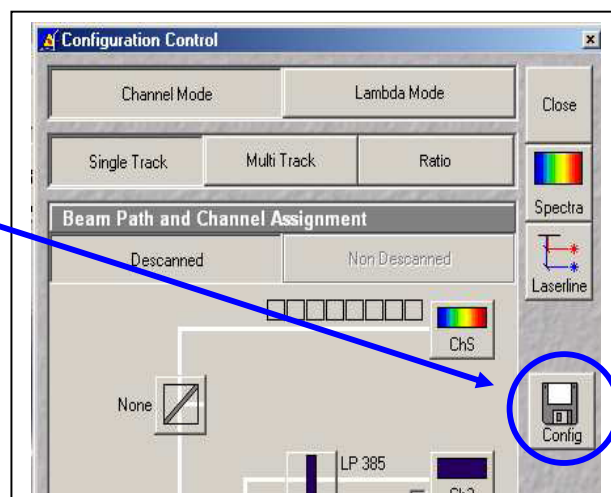 Configuration Control
Channel Mode
Lambda Mode
Close
Single Track
Multi Track
Ratio
Spectra
Beam Path and Channel Assignment
Descanned
Non Descanned
Laserline
ChS
None
Config
LP 385
Ch2